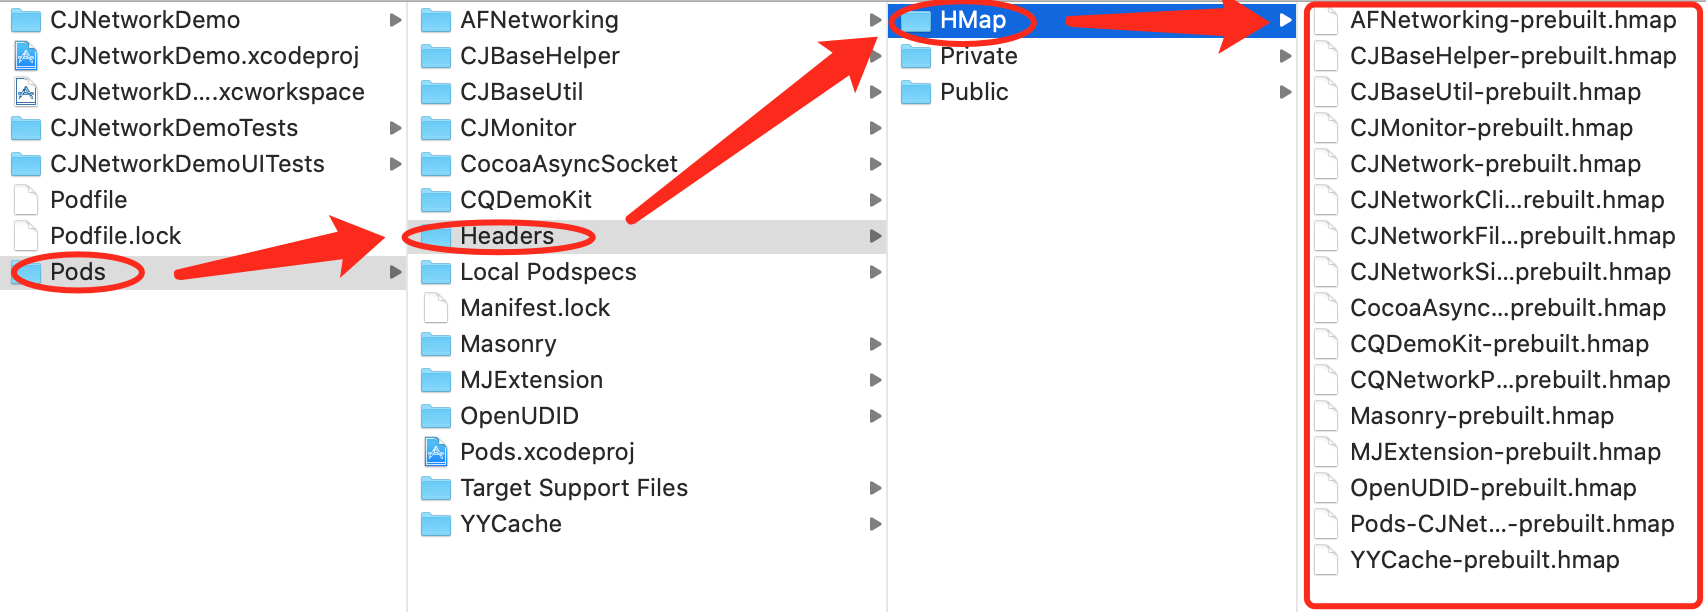 CJNetworkDemo
CJNetworkDemo.xcodeproj
CJNetworkD....xcworkspace
CJNetworkDemoTests
CJNetworkDemoUITests
Podfile
Podfile.lock
Pods
AFNetworking
CJBaseHelper
CJBaseUtil
CJMonitor
CocoaAsyncSocket
CQDemoKit
Headers
Local Podspecs
Manifest.lock
Masonry
MJExtension
OpenUDID
Pods.xcodeproj
Target Support Files
YYCache
HMap
Private
Public
AFNetworking-prebuilt.hmap
CJBaseHelper-prebuilt.hmap
CJBaseUtil-prebuilt.hmap
CJMonitor-prebuilt.hmap
CJNetwork-prebuilt.hmap
CJNetworkCli...rebuilt.hmap
CJNetworkFil...prebuilt.hmap
CJNetworkSi...prebuilt.hmap
CocoaAsync...prebuilt.hmap
CQDemoKit-prebuilt.hmap
CQNetworkP...prebuilt.hmap
Masonry-prebuilt.hmap
MJExtension-prebuilt.hmap
OpenUDID-prebuilt.hmap
Pods-CJNet...-prebuilt.hmap
YYCache-prebuilt.hmap